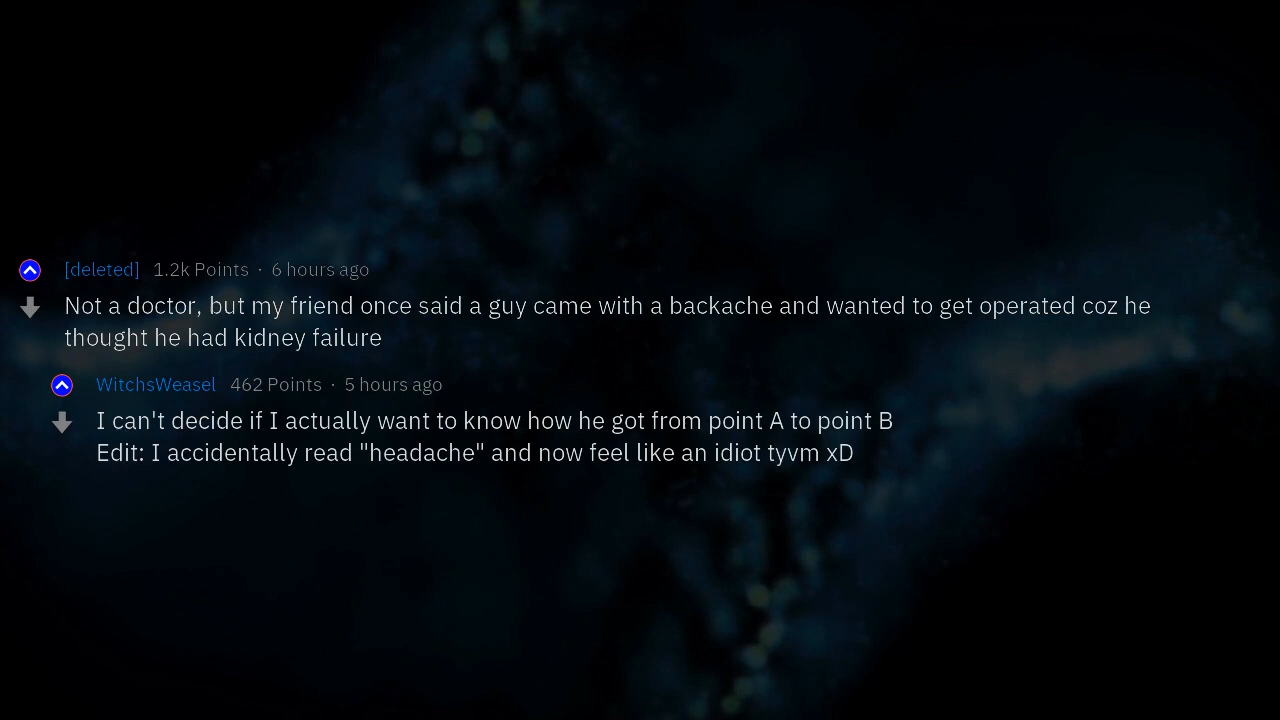 [deleted] 1.2k Points · 6 hours ago
Not a doctor, but my friend once said a guy came with a backache and wanted to get operated coz he
thought he had kidney failure
WitchsWeasel 462 Points · 5 hours ago
I can't decide if I actually want to know how he got from point A to point B
Edit: I accidentally read "headache" and now feel like an idiot tyvm xD